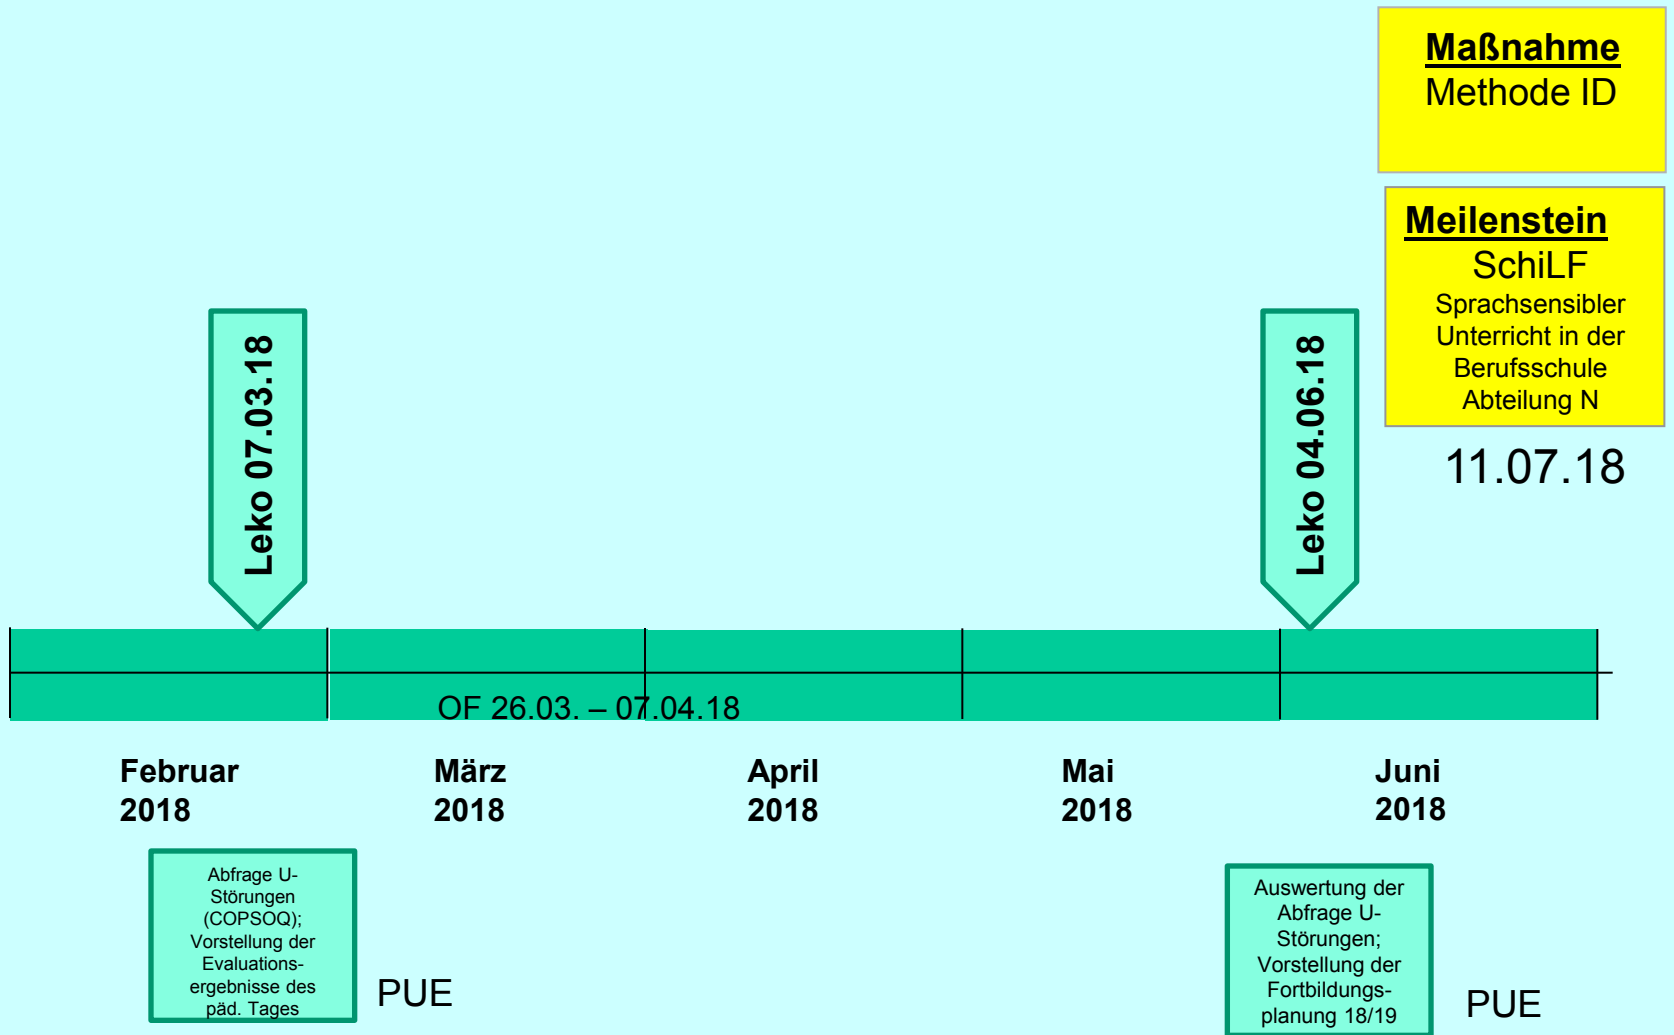 Maßnahme
Methode ID
Meilenstein
SchiLF
Sprachsensibler
Unterricht in der
Berufsschule
Abteilung N
11.07.18
Leko 07.03.18
Leko 04.06.18
OF 26.03. – 07.04.18
Februar
2018
März
2018
April
2018
Mai
2018
Juni
2018
Abfrage U-
Störungen
(COPSOQ);
Vorstellung der
Evaluations-
ergebnisse des
päd. Tages
PUE
Auswertung der
Abfrage U-
Störungen;
Vorstellung der
Fortbildungs-
planung 18/19
PUE